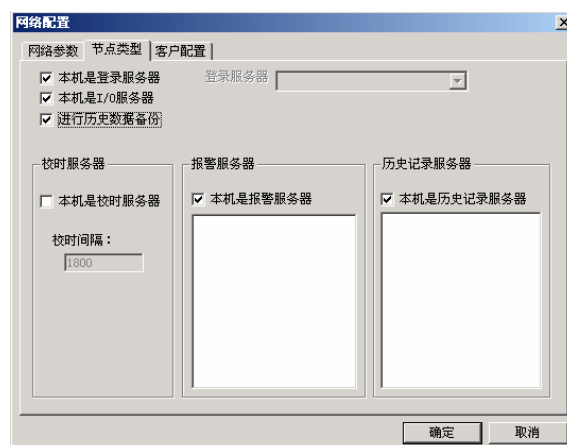 网络配置
网络参数 节点类型 客户配置
本机是登录服务器 登录服务器
本机是I/O服务器
进行历史数据备份
校时服务器 报警服务器 历史记录服务器
本机是校时服务器 本机是报警服务器 本机是历史记录服务器
校时间隔：
1800
确定 取消